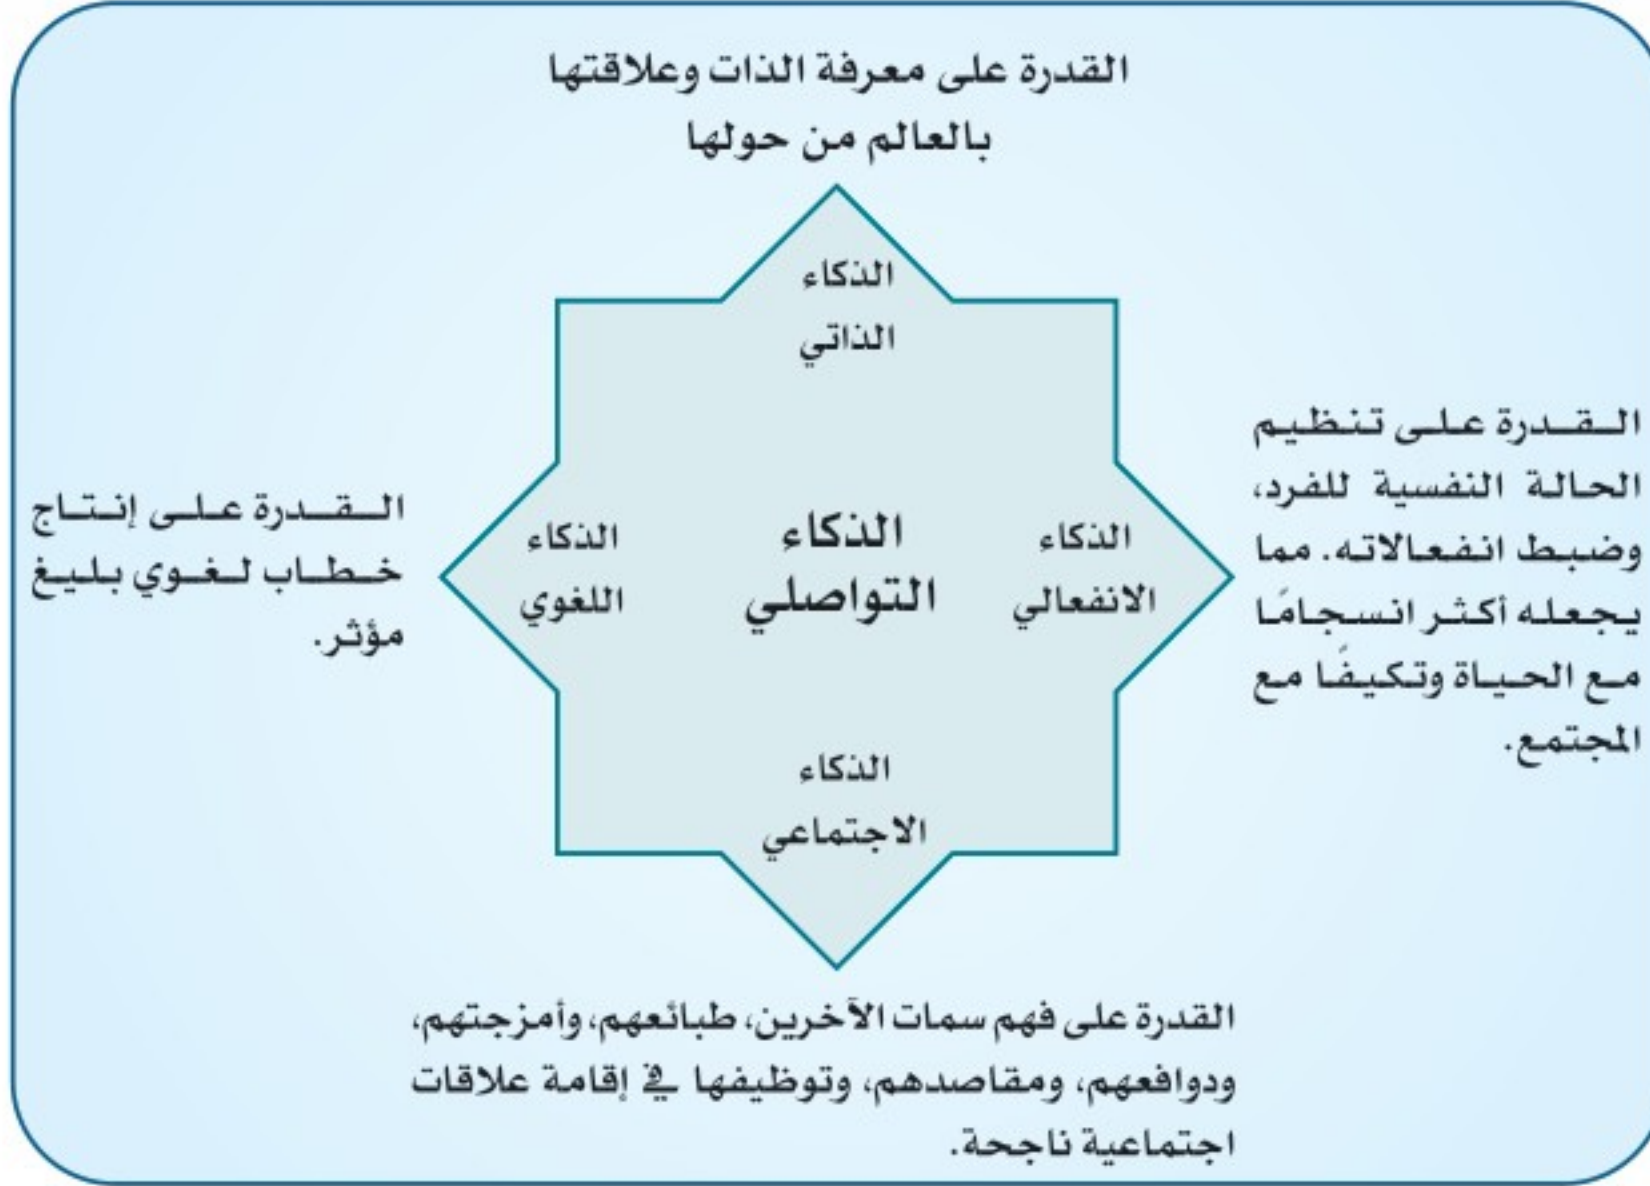 القدرة على معرفة الذات وعلاقتها
بالعالم من حولها
الذكاء
الذاتي
القدرة على تنظيم
الحالة النفسية للفرد،
وضبط انفعالاته. مما
يجعله أكثر انسجامًا
مع الحياة وتكيفًا مع
المجتمع.
الذكاء
الانفعالي
الذكاء
التواصلي
الذكاء
اللغوي
القدرة على إنتاج
خطاب لغوي بليغ
مؤثر.
الذكاء
الاجتماعي
القدرة على فهم سمات الآخرين، طبائعهم، وأمزجتهم،
ودوافعهم، ومقاصدهم، وتوظيفها في إقامة علاقات
اجتماعية ناجحة.